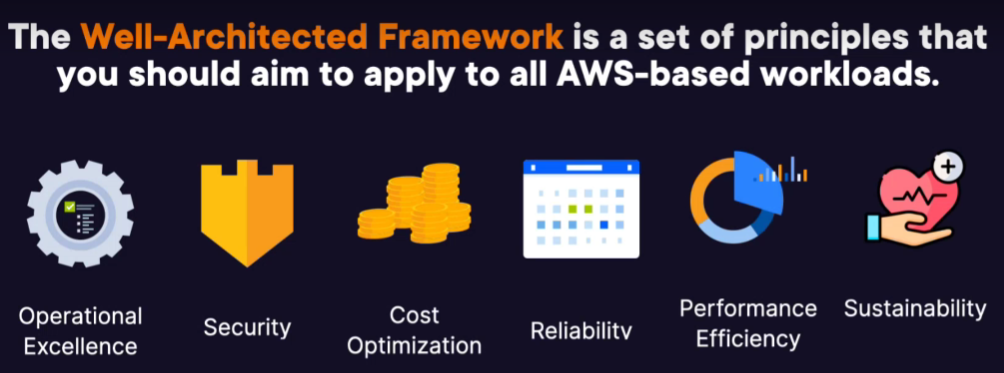 The Well-Architected Framework is a set of principles that
you should aim to apply to all AWS-based workloads.
Operational
Excellence
Security
Cost
Optimization
Reliability
Performance
Efficiency
Sustainability